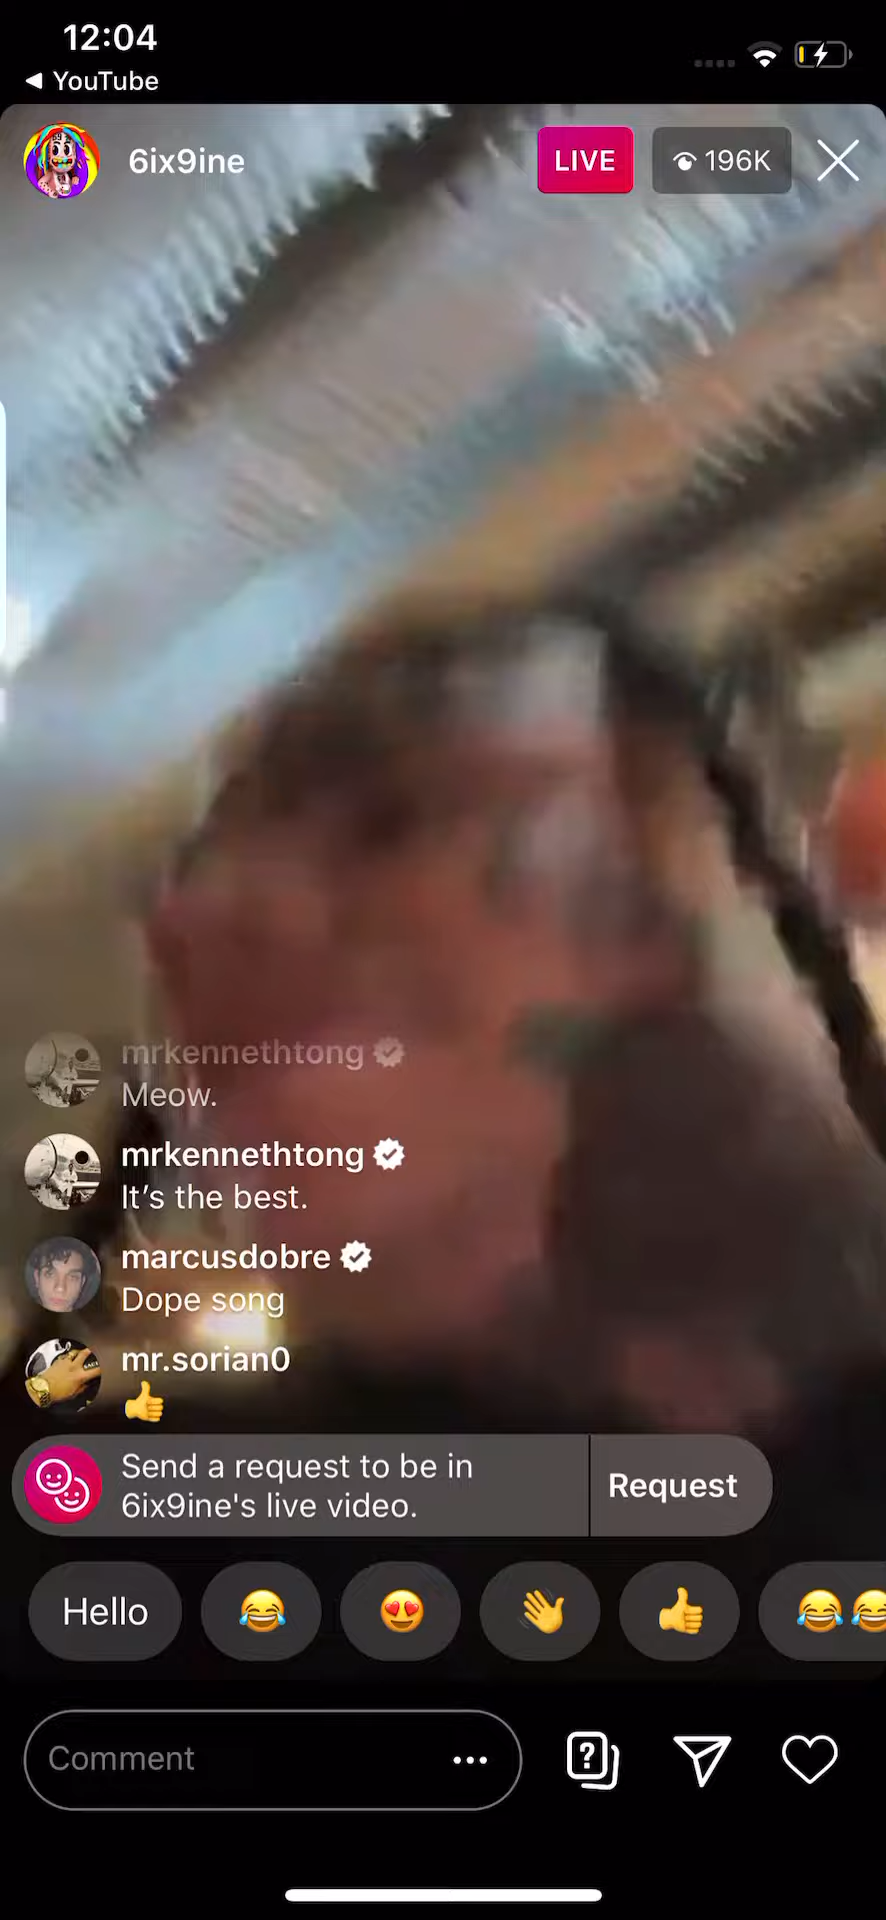 12:04
◀ YouTube
6ix9ine
LIVE
196K
mrkennethtong
Meow.
mrkennethtong
It's the best.
marcusdobre
Dope song
mr.sorian0
👍
Send a request to be in
6ix9ine's live video.
Request
Hello 😂 😍 👋 👍 😂😂
Comment